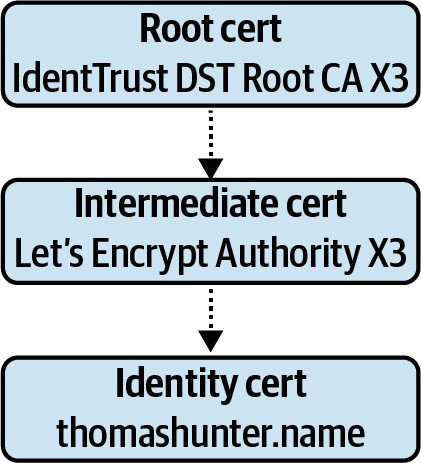 Root cert
IdentTrust DST Root CA X3
Intermediate cert
Let's Encrypt Authority X3
Identity cert
thomashunter.name